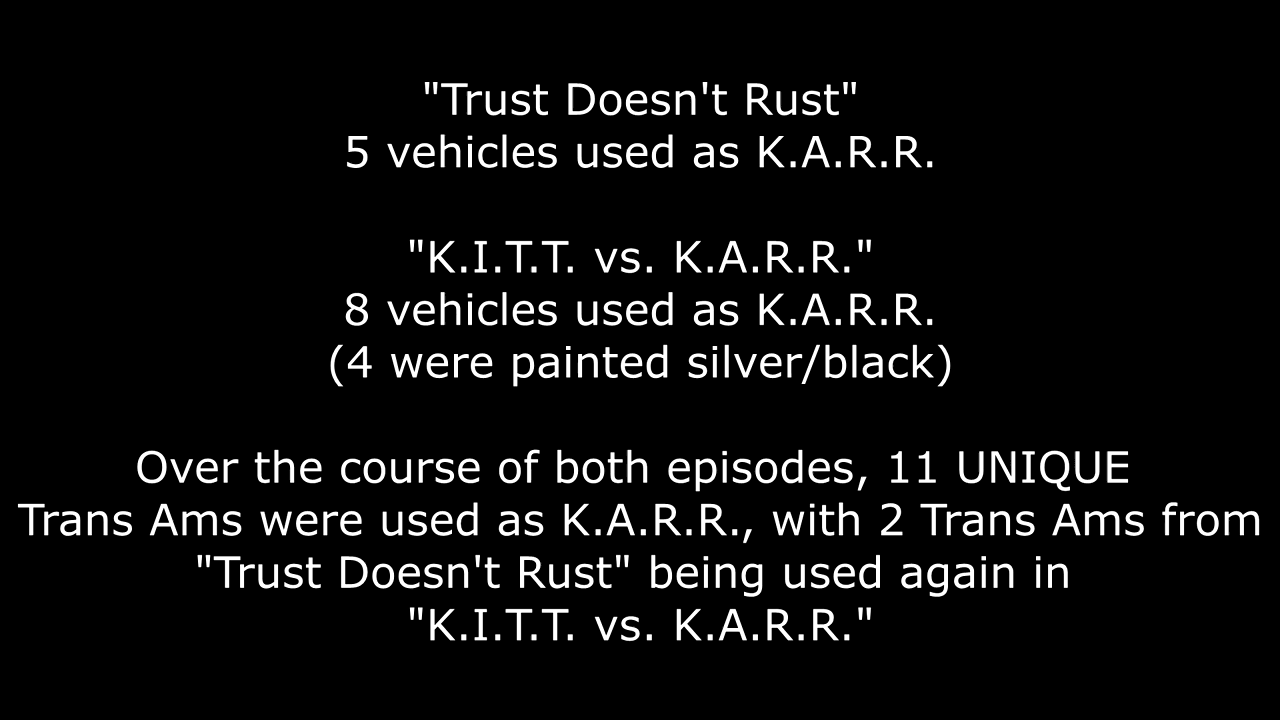 "Trust Doesn't Rust"
5 vehicles used as K.A.R.R.
"K.I.T.T. vs. K.A.R.R."
8 vehicles used as K.A.R.R.
(4 were painted silver/black)
Over the course of both episodes, 11 UNIQUE
Trans Ams were used as K.A.R.R., with 2 Trans Ams from
"Trust Doesn't Rust" being used again in
"K.I.T.T. vs. K.A.R.R."